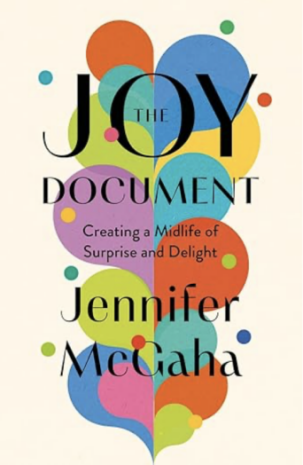 THE
JOY
DOCUMENT
Creating a Midlife of
Surprise and Delight
Jennifer
McGaha